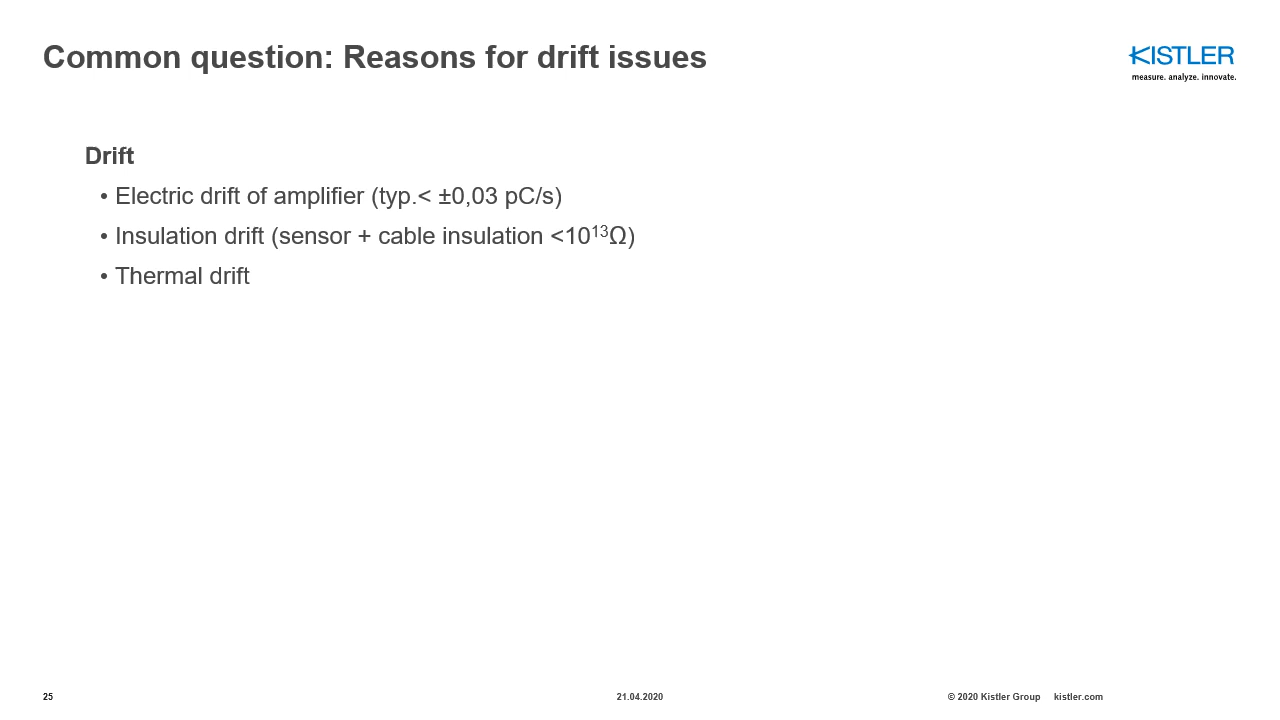 Common question: Reasons for drift issues
KISTLER
measure. analyze. innovate.
Drift
• Electric drift of amplifier (typ.< ±0,03 pC/s)
• Insulation drift (sensor + cable insulation <10¹³Ω)
• Thermal drift
25 21.04.2020 © 2020 Kistler Group kistler.com